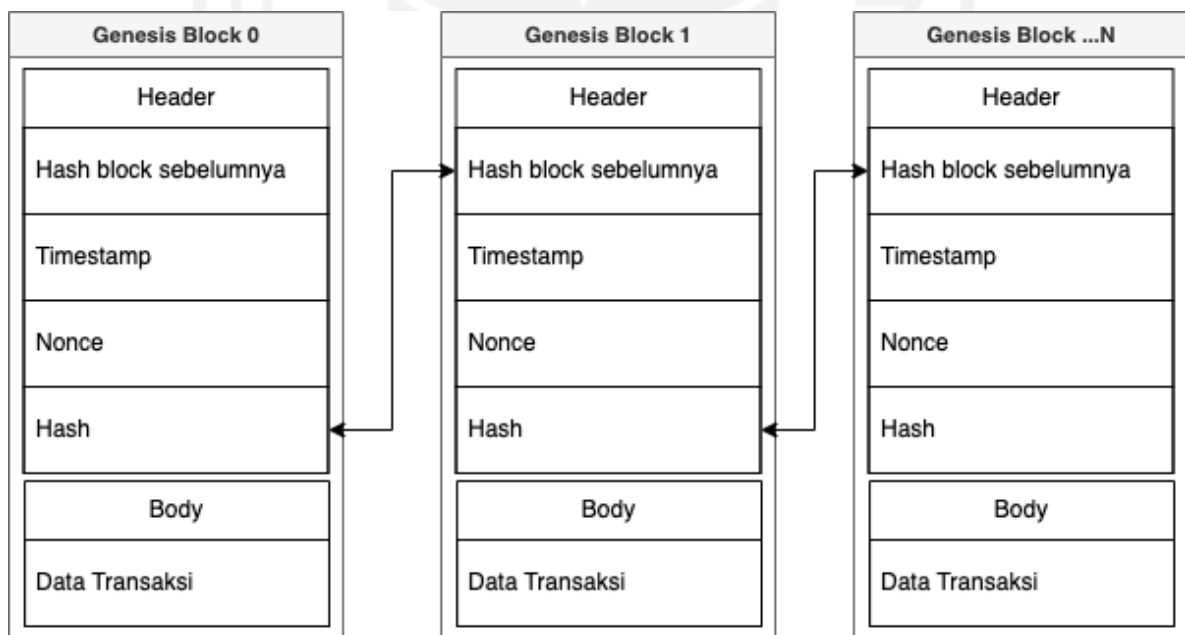 Genesis Block 0
Header
Hash block sebelumnya
Timestamp
Nonce
Hash
Body
Data Transaksi
Genesis Block 1
Header
Hash block sebelumnya
Timestamp
Nonce
Hash
Body
Data Transaksi
Genesis Block ...N
Header
Hash block sebelumnya
Timestamp
Nonce
Hash
Body
Data Transaksi